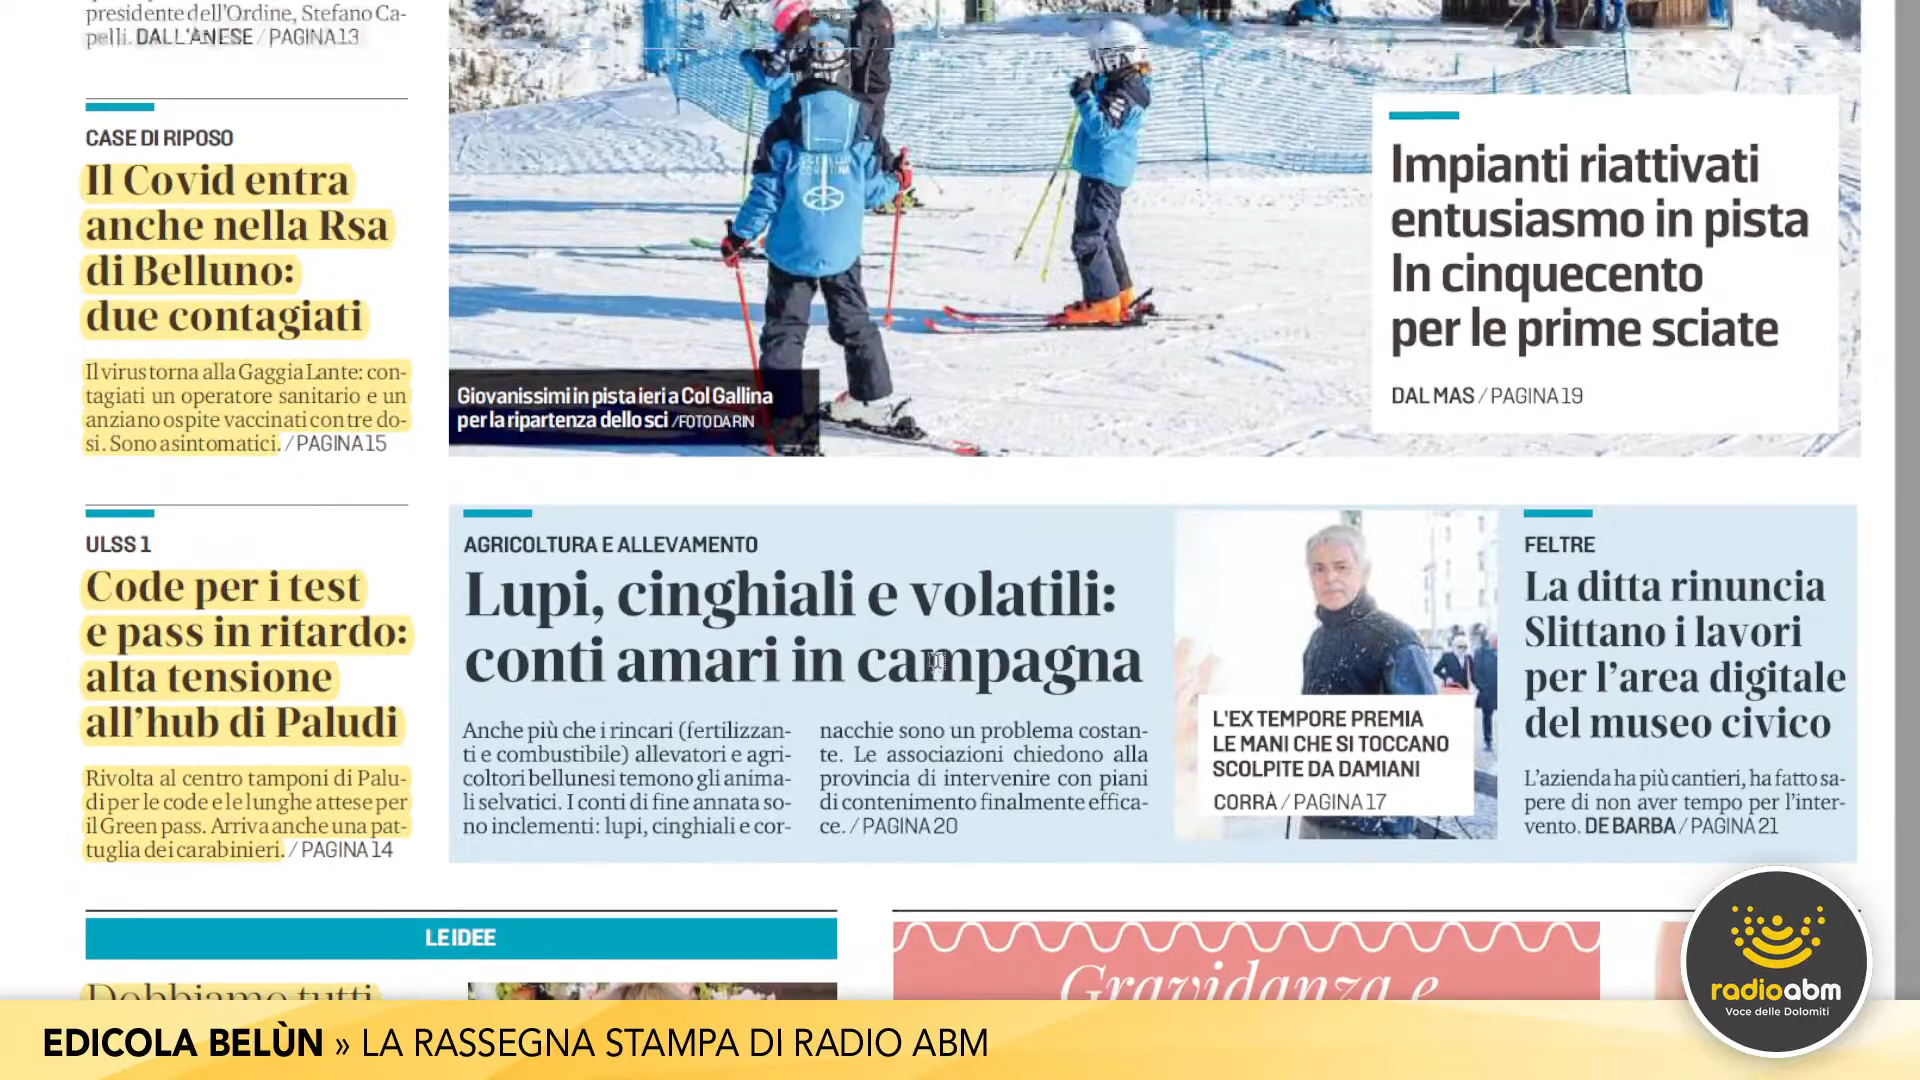 presidente dell'Ordine, Stefano Ca-
pelli. DALL'ANESE / PAGINA 13
CASE DI RIPOSO
Il Covid entra
anche nella Rsa
di Belluno:
due contagiati
Il virus torna alla Gaggia Lante: con-
tagiati un operatore sanitario e un
anziano ospite vaccinati con tre do-
si. Sono asintomatici. / PAGINA 15
ULSS 1
Code per i test
e pass in ritardo:
alta tensione
all'hub di Paludi
Rivolta al centro tamponi di Palu-
di per le code e le lunghe attese per
il Green pass. Arriva anche una pat-
tuglia dei carabinieri. / PAGINA 14
Giovanissimi in pista ieri a Col Gallina
per la ripartenza dello sci / FOTO DA RIN
Impianti riattivati
entusiasmo in pista
In cinquecento
per le prime sciate
DAL MAS / PAGINA 19
AGRICOLTURA E ALLEVAMENTO
Lupi, cinghiali e volatili:
conti amari in campagna
Anche più che i rincari (fertilizzan-
ti e combustibile) allevatori e agri-
coltori bellunesi temono gli anima-
li selvatici. I conti di fine annata so-
no inclementi: lupi, cinghiali e cor-
nacchie sono un problema costan-
te. Le associazioni chiedono alla
provincia di intervenire con piani
di contenimento finalmente effica-
ce. / PAGINA 20
L'EX TEMPORE PREMIA
LE MANI CHE SI TOCCANO
SCOLPITE DA DAMIANI
CORRÀ / PAGINA 17
FELTRE
La ditta rinuncia
Slittano i lavori
per l'area digitale
del museo civico
L'azienda ha più cantieri, ha fatto sa-
pere di non aver tempo per l'inter-
vento. DE BARBA / PAGINA 21
LE IDEE
Dobbiamo tutti
Gravidanza e
radioabm
Voce delle Dolomiti
EDICOLA BELÙN » LA RASSEGNA STAMPA DI RADIO ABM